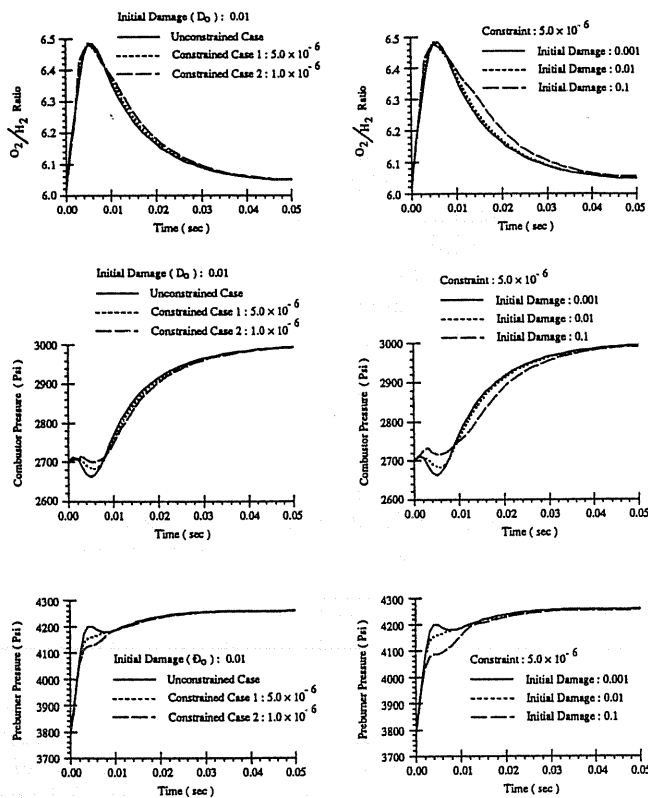 Initial Damage ( D₀ ) : 0.01
Unconstrained Case
Constrained Case 1 : 5.0 × 10⁻⁶
Constrained Case 2 : 1.0 × 10⁻⁶
O₂/H₂ Ratio
6.5
6.4
6.3
6.2
6.1
6.0
0.00 0.01 0.02 0.03 0.04 0.05
Time ( sec )
Constraint : 5.0 × 10⁻⁶
Initial Damage : 0.001
Initial Damage : 0.01
Initial Damage : 0.1
O₂/H₂ Ratio
6.5
6.4
6.3
6.2
6.1
6.0
0.00 0.01 0.02 0.03 0.04 0.05
Time ( sec )
Initial Damage ( D₀ ) : 0.01
Unconstrained Case
Constrained Case 1 : 5.0 × 10⁻⁶
Constrained Case 2 : 1.0 × 10⁻⁶
Combustor Pressure ( Psi )
3000
2900
2800
2700
2600
0.00 0.01 0.02 0.03 0.04 0.05
Time ( sec )
Constraint : 5.0 × 10⁻⁶
Initial Damage : 0.001
Initial Damage : 0.01
Initial Damage : 0.1
Combustor Pressure ( Psi )
3000
2900
2800
2700
2600
0.00 0.01 0.02 0.03 0.04 0.05
Time ( sec )
Preburner Pressure ( Psi )
4300
4200
4100
4000
3900
3800
3700
Initial Damage ( D₀ ) : 0.01
Unconstrained Case
Constrained Case 1 : 5.0 × 10⁻⁶
Constrained Case 2 : 1.0 × 10⁻⁶
0.00 0.01 0.02 0.03 0.04 0.05
Time ( sec )
Preburner Pressure ( Psi )
4300
4200
4100
4000
3900
3800
3700
Constraint : 5.0 × 10⁻⁶
Initial Damage : 0.001
Initial Damage : 0.01
Initial Damage : 0.1
0.00 0.01 0.02 0.03 0.04 0.05
Time ( sec )